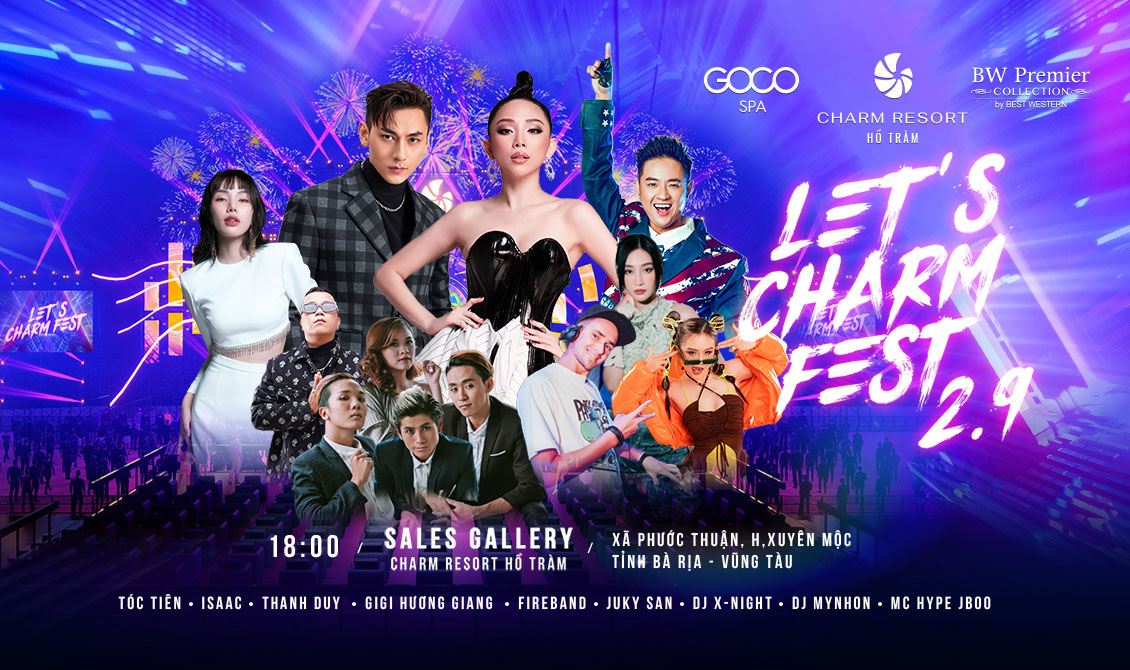 GOCO
SPA
CHARM RESORT
HỒ TRÀM
BW Premier
COLLECTION
by BEST WESTERN
LET'S
CHARM
FEST
2.9
LET'S
CHARM FEST
18:00 / SALES GALLERY /
CHARM RESORT HỒ TRÀM
XÃ PHƯỚC THUẬN, H,XUYÊN MỘC
TỈNH BÀ RỊA - VŨNG TÀU
TÓC TIÊN • ISAAC • THANH DUY • GIGI HƯƠNG GIANG • FIREBAND • JUKY SAN • DJ X-NIGHT • DJ MYNHON • MC HYPE JBOO